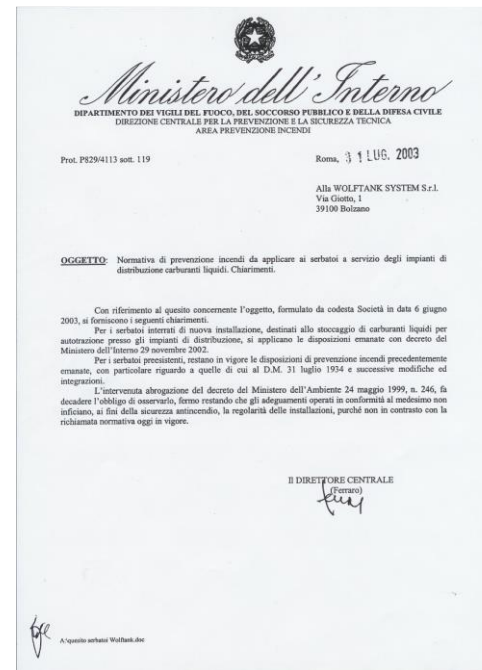 Ministero dell'Interno
DIPARTIMENTO DEI VIGILI DEL FUOCO, DEL SOCCORSO PUBBLICO E DELLA DIFESA CIVILE
DIREZIONE CENTRALE PER LA PREVENZIONE E LA SICUREZZA TECNICA
AREA PREVENZIONE INCENDI
Prot. P829/4113 sott. 119
Roma, 31 LUG. 2003
Alla WOLFTANK SYSTEM S.r.l.
Via Giotto, 1
39100 Bolzano
OGGETTO: Normativa di prevenzione incendi da applicare ai serbatoi a servizio degli impianti di
distribuzione carburanti liquidi. Chiarimenti.
Con riferimento al quesito concernente l'oggetto, formulato da codesta Società in data 6 giugno
2003, si forniscono i seguenti chiarimenti.
Per i serbatoi interrati di nuova installazione, destinati allo stoccaggio di carburanti liquidi per
autotrazione presso gli impianti di distribuzione, si applicano le disposizioni emanate con decreto del
Ministero dell'Interno 29 novembre 2002.
Per i serbatoi preesistenti, restano in vigore le disposizioni di prevenzione incendi precedentemente
emanate, con particolare riguardo a quelle di cui al D.M. 31 luglio 1934 e successive modifiche ed
integrazioni.
L'intervenuta abrogazione del decreto del Ministero dell'Ambiente 24 maggio 1999, n. 246, fa
decadere l'obbligo di osservarlo, fermo restando che gli adeguamenti operati in conformità al medesimo non
inficiano, ai fini della sicurezza antincendio, la regolarità delle installazioni, purché non in contrasto con la
richiamata normativa oggi in vigore.
Il DIRETTORE CENTRALE
(Ferraro)
A:\quesito serbatoi Wolftank.doc